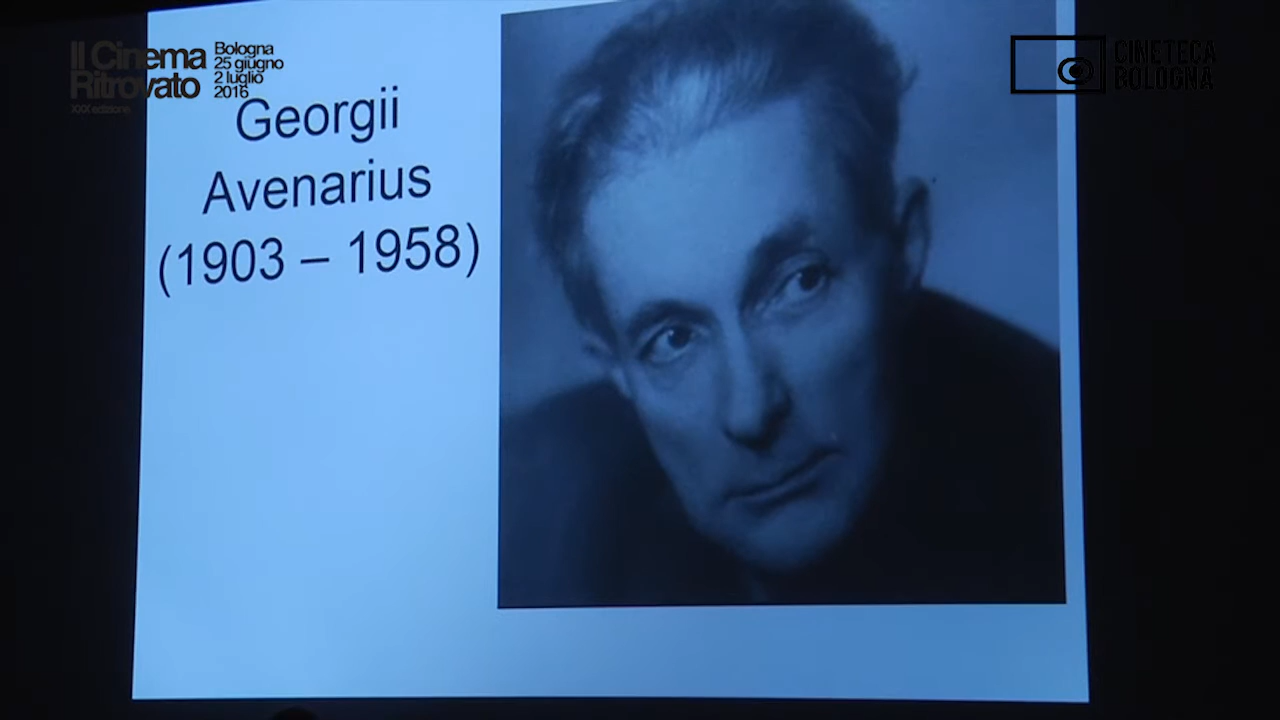 Il Cinema
Ritrovato
XXX edizione
Bologna
25 giugno
2 luglio
2016
CINETECA
BOLOGNA
Georgii
Avenarius
(1903 – 1958)